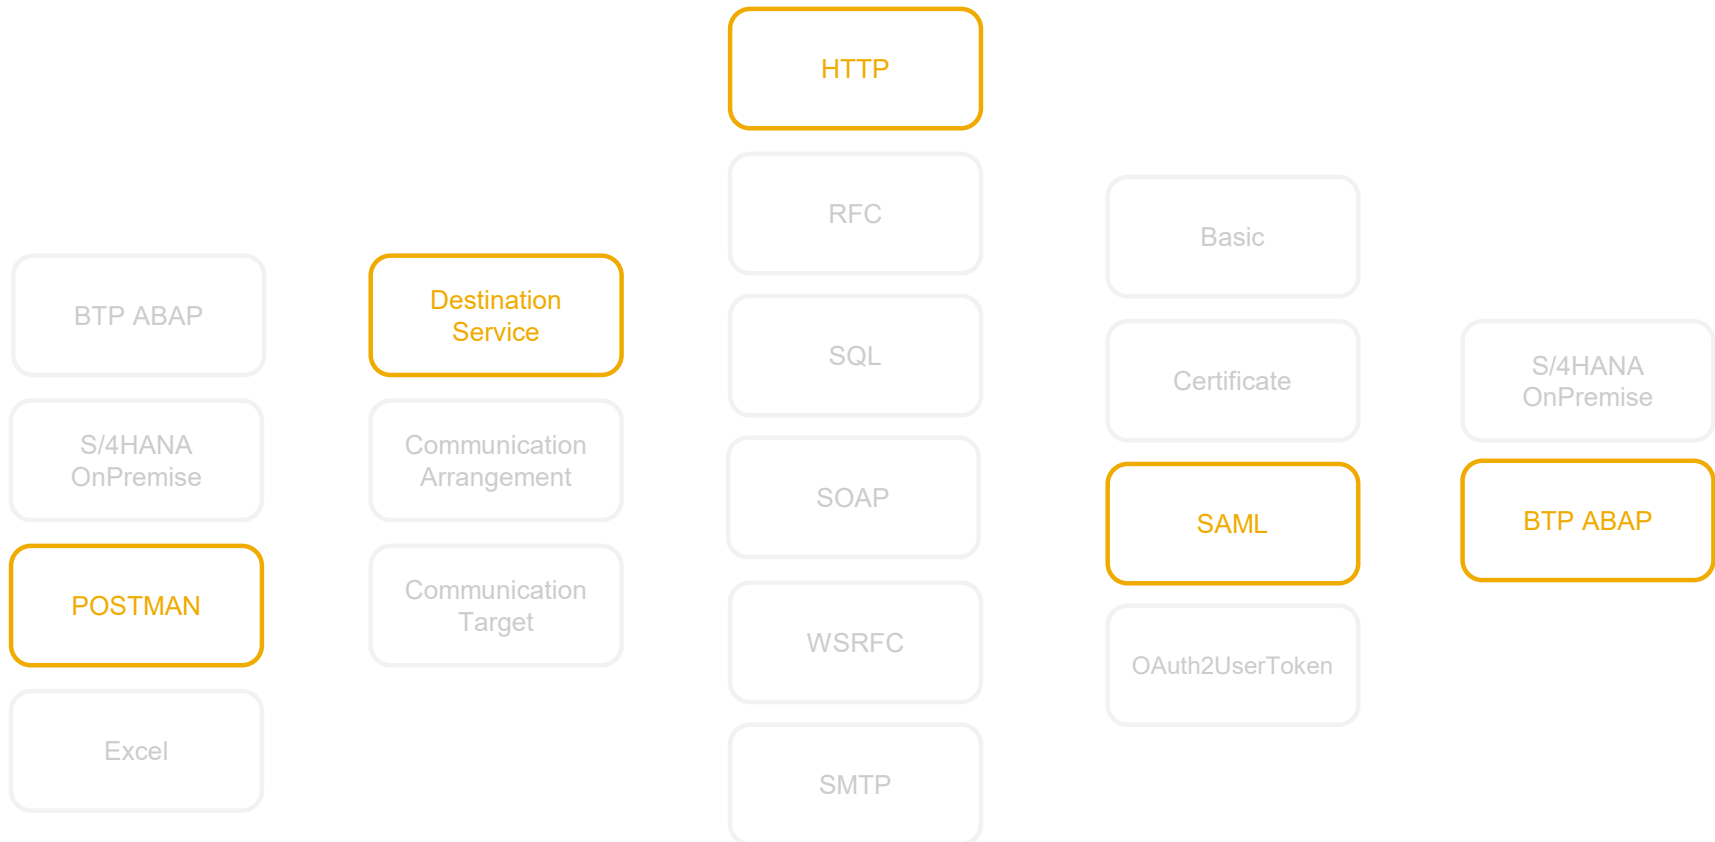 BTP ABAP
S/4HANA
OnPremise
POSTMAN
Excel
Destination
Service
Communication
Arrangement
Communication
Target
HTTP
RFC
SQL
SOAP
WSRFC
SMTP
Basic
Certificate
SAML
OAuth2UserToken
S/4HANA
OnPremise
BTP ABAP